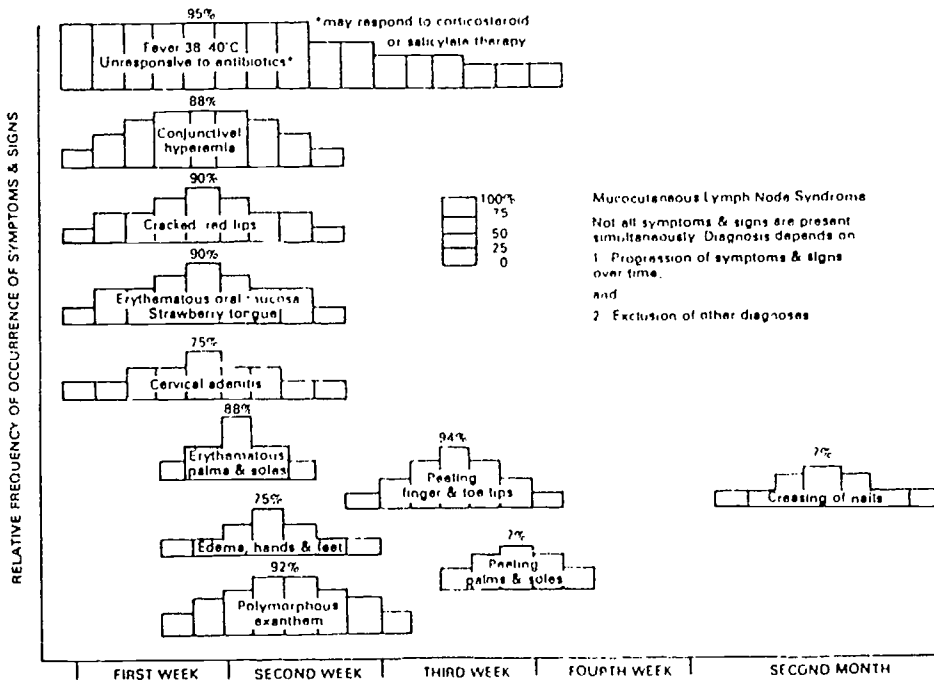 RELATIVE FREQUENCY OF OCCURRENCE OF SYMPTOMS & SIGNS
95%
Fever 38-40°C
Unresponsive to antibiotics*
*may respond to corticosteroid
or salicylate therapy
88%
Conjunctival
hyperemia
90%
Cracked, red lips
90%
Erythematous oral mucosa
Strawberry tongue
75%
Cervical adenitis
88%
Erythematous
palms & soles
75%
Edema, hands & feet
92%
Polymorphous
exanthem
94%
Peeling
finger & toe tips
?%
Peeling
palms & soles
?%
Creasing of nails
100%
75
50
25
0
Mucocutaneous Lymph Node Syndrome
Not all symptoms & signs are present
simultaneously. Diagnosis depends on
1. Progression of symptoms & signs
over time,
and
2. Exclusion of other diagnoses
FIRST WEEK
SECOND WEEK
THIRD WEEK
FOURTH WEEK
SECOND MONTH